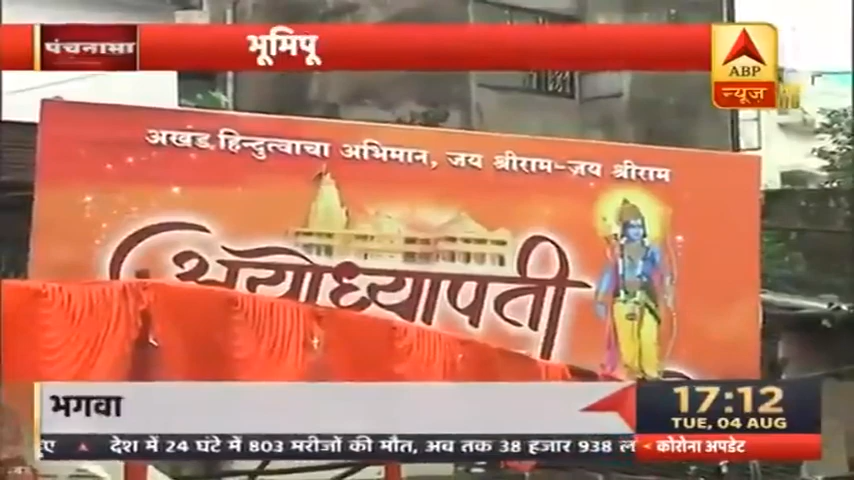 पंचनामा
भूमिपू
ABP
न्यूज़
अखंड हिन्दुत्वाचा अभिमान, जय श्रीराम-जय श्रीराम
अयोध्यापती
भगवा
17:12
TUE, 04 AUG
देश में 24 घंटे में 803 मरीजों की मौत, अब तक 38 हजार 938 ल
कोरोना अपडेट